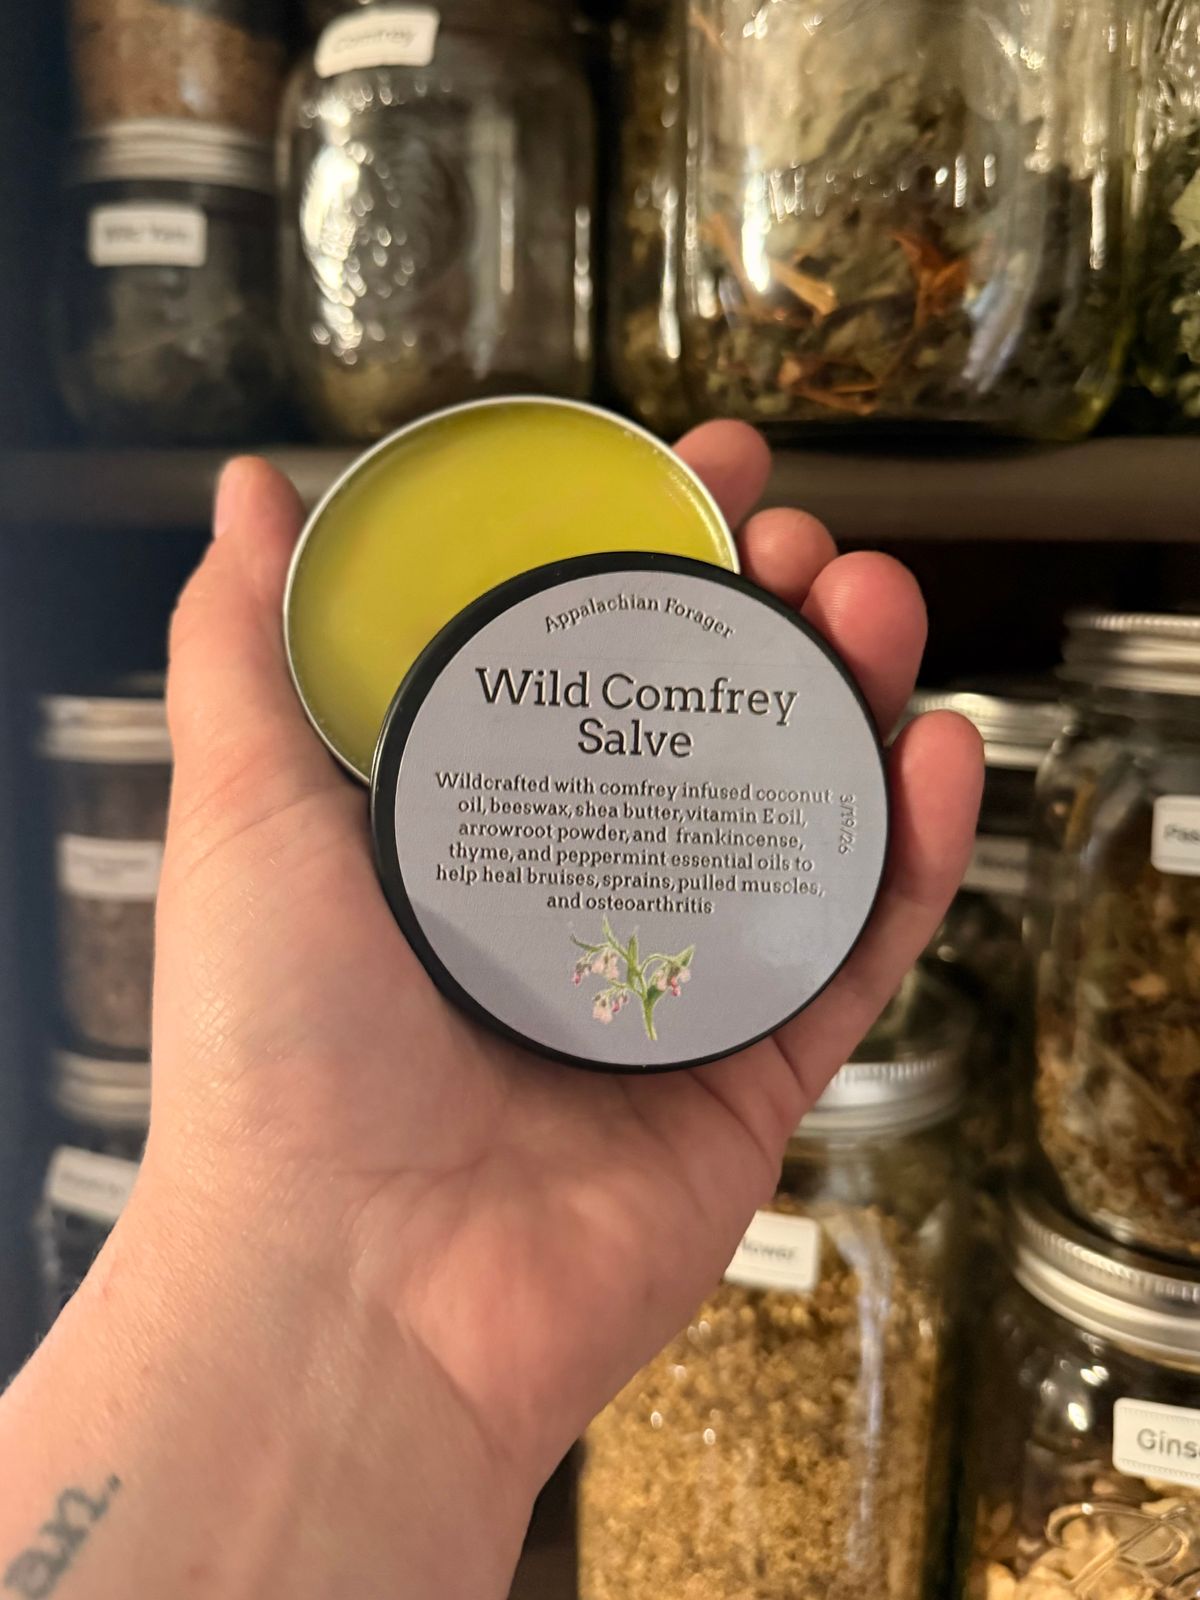 Comfrey
Appalachian Forager
Wild Comfrey
Salve
Wildcrafted with comfrey infused coconut
oil, beeswax, shea butter, vitamin E oil,
arrowroot powder, and frankincense,
thyme, and peppermint essential oils to
help heal bruises, sprains, pulled muscles,
and osteoarthritis
3/19/26
Gins